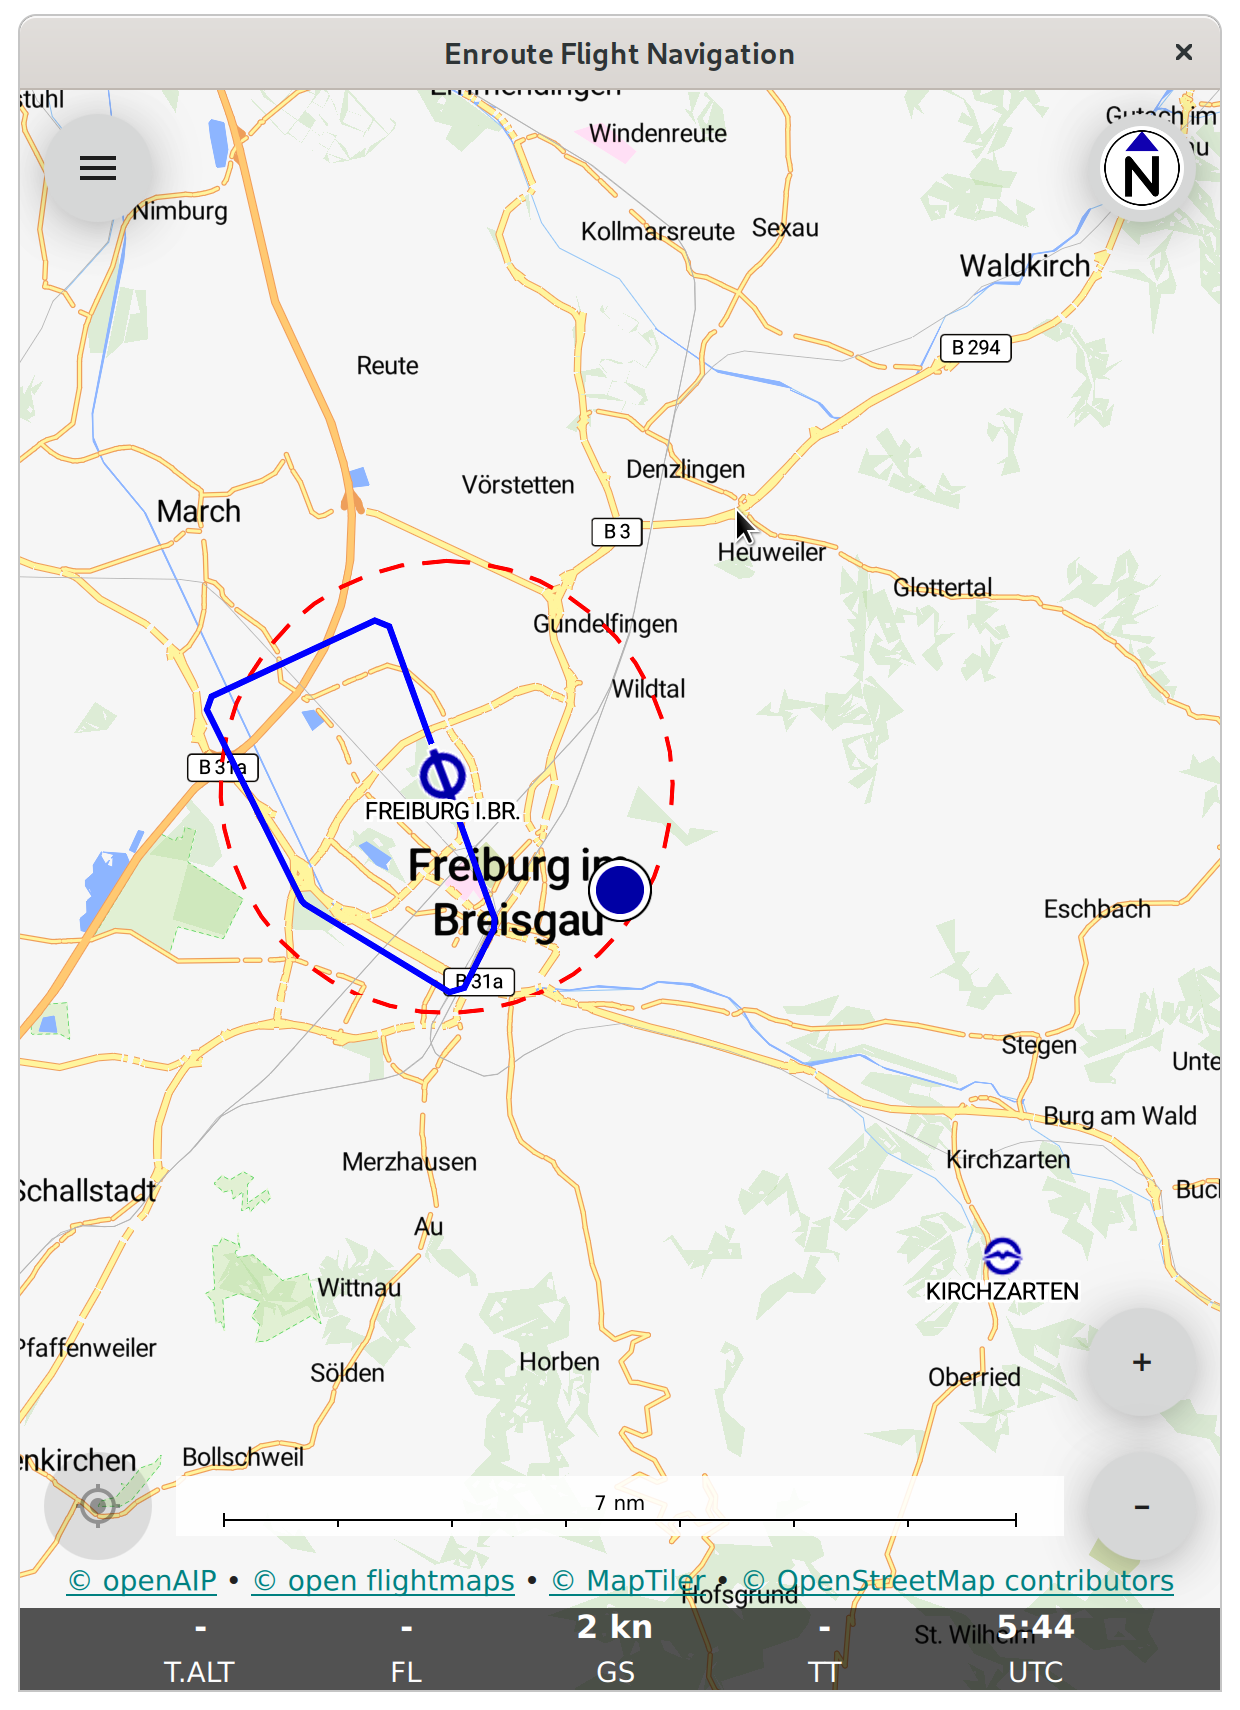 Enroute Flight Navigation
×
stuhl
Emmendingen
Windenreute
Gutach im
N
Nimburg
Kollmarsreute
Sexau
Waldkirch
B 294
Reute
Denzlingen
Vörstetten
March
B 3
Heuweiler
Glottertal
Gundelfingen
Wildtal
B 31a
FREIBURG I.BR.
Freiburg im
Breisgau
Eschbach
B 31a
Stegen
Unte
Burg am Wald
Merzhausen
Kirchzarten
Schallstadt
Buch
Au
Wittnau
KIRCHZARTEN
Pfaffenweiler
Horben
Sölden
Oberried
+
enkirchen
Bollschweil
7 nm
−
© openAIP • © open flightmaps • © MapTiler • © OpenStreetMap contributors
Hofsgrund
St. Wilhelm
- - 2 kn - 5:44
T.ALT FL GS TT UTC